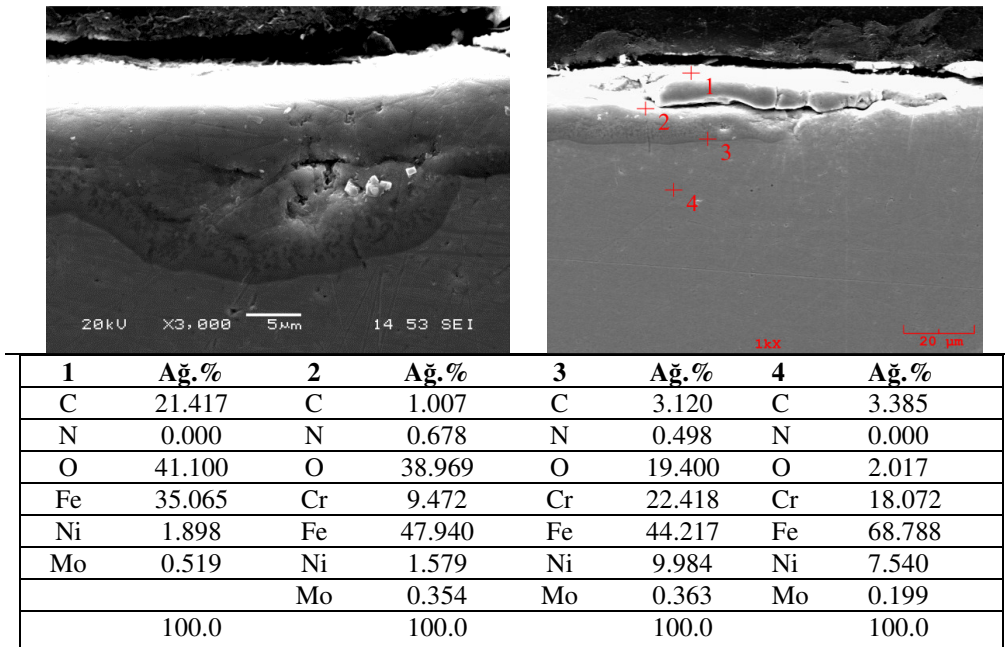 20kU X3,000 5μm 14 53 SEI
1
2
3
4
1kX 20 μm
1 Ağ.% 2 Ağ.% 3 Ağ.% 4 Ağ.%
C 21.417 C 1.007 C 3.120 C 3.385
N 0.000 N 0.678 N 0.498 N 0.000
O 41.100 O 38.969 O 19.400 O 2.017
Fe 35.065 Cr 9.472 Cr 22.418 Cr 18.072
Ni 1.898 Fe 47.940 Fe 44.217 Fe 68.788
Mo 0.519 Ni 1.579 Ni 9.984 Ni 7.540
Mo 0.354 Mo 0.363 Mo 0.199
100.0 100.0 100.0 100.0